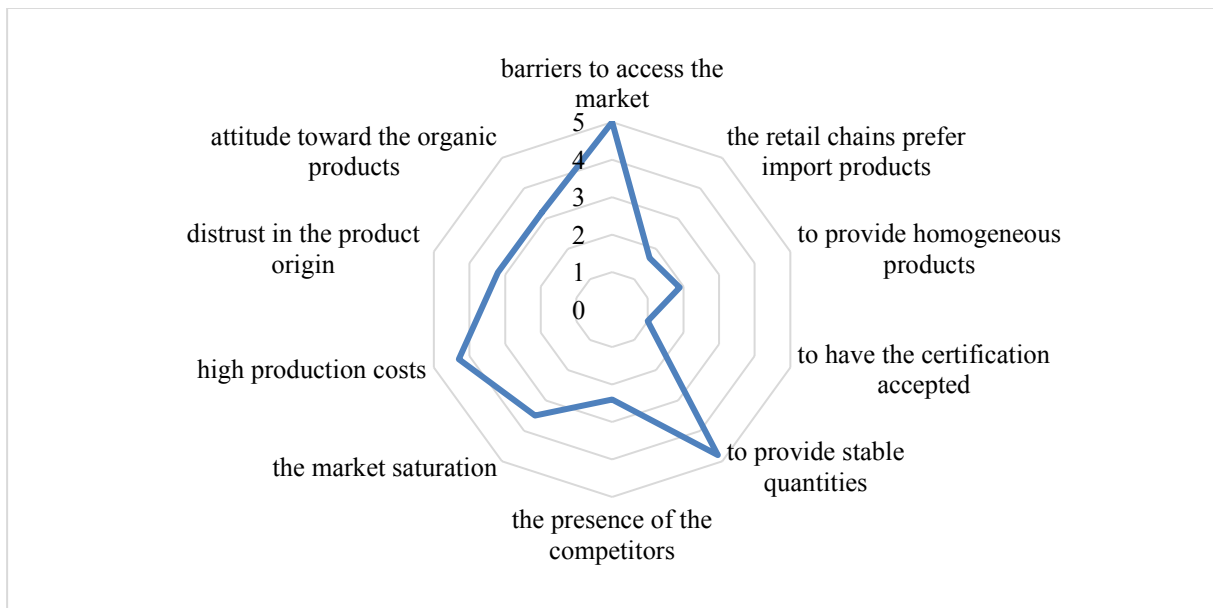 barriers to access the
market
attitude toward the organic
products
the retail chains prefer
import products
5
4
3
2
1
0
distrust in the product
origin
to provide homogeneous
products
high production costs
to have the certification
accepted
the market saturation
to provide stable
quantities
the presence of the
competitors